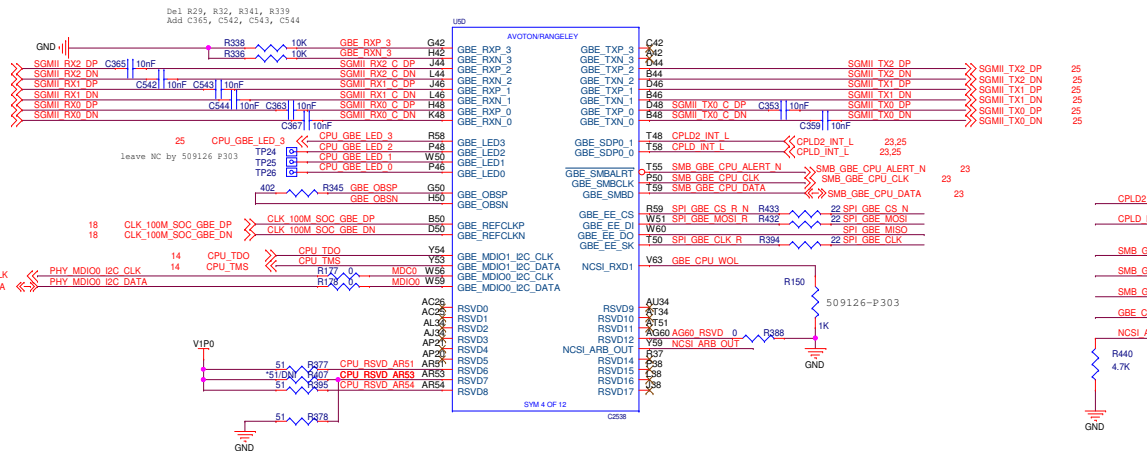 Del R29, R32, R341, R339
Add C365, C542, C543, C544
U5D
AVOTON/RANGELEY
GND
R338 10K GBE_RXP_3 G42 GBE_RXP_3 GBE_TXP_3 C42
R336 10K GBE_RXN_3 H42 GBE_RXN_3 GBE_TXN_3 A42
SGMII_RX2_DP C365 10nF SGMII_RX2_C_DP J44 GBE_RXP_2 GBE_TXP_2 D44 SGMII_TX2_DP SGMII_TX2_DP 25
SGMII_RX2_DN C542 10nF SGMII_RX2_C_DN L44 GBE_RXN_2 GBE_TXN_2 B44 SGMII_TX2_DN SGMII_TX2_DN 25
SGMII_RX1_DP C543 10nF SGMII_RX1_C_DP J46 GBE_RXP_1 GBE_TXP_1 D46 SGMII_TX1_DP SGMII_TX1_DP 25
SGMII_RX1_DN C544 10nF SGMII_RX1_C_DN L46 GBE_RXN_1 GBE_TXN_1 B46 SGMII_TX1_DN SGMII_TX1_DN 25
SGMII_RX0_DP C363 10nF SGMII_RX0_C_DP H48 GBE_RXP_0 GBE_TXP_0 D48 SGMII_TX0_C_DP C353 10nF SGMII_TX0_DP SGMII_TX0_DP 25
SGMII_RX0_DN C367 10nF SGMII_RX0_C_DN K48 GBE_RXN_0 GBE_TXN_0 B48 SGMII_TX0_C_DN C359 10nF SGMII_TX0_DN SGMII_TX0_DN 25
25 CPU_GBE_LED_3 CPU_GBE_LED_3 R58 GBE_LED3 GBE_SDP0_1 T48 CPLD2_INT_L CPLD2_INT_L 23,25
leave NC by 509126 P303
TP24 CPU_GBE_LED_2 P48 GBE_LED2 GBE_SDP0_0 T58 CPLD_INT_L CPLD_INT_L 23,25
TP25 CPU_GBE_LED_1 W50 GBE_LED1
TP26 CPU_GBE_LED_0 P46 GBE_LED0 GBE_SMBALRT T55 SMB_GBE_CPU_ALERT_N SMB_GBE_CPU_ALERT_N 23
GBE_SMBCLK P50 SMB_GBE_CPU_CLK SMB_GBE_CPU_CLK 23
402 R345 GBE_OBSP G50 GBE_OBSP GBE_SMBD T59 SMB_GBE_CPU_DATA SMB_GBE_CPU_DATA 23
GBE_OBSN H50 GBE_OBSN
GBE_EE_CS R59 SPI_GBE_CS_R_N R433 22 SPI_GBE_CS_N
18 CLK_100M_SOC_GBE_DP CLK_100M_SOC_GBE_DP B50 GBE_REFCLKP GBE_EE_DI W51 SPI_GBE_MOSI_R R432 22 SPI_GBE_MOSI
18 CLK_100M_SOC_GBE_DN CLK_100M_SOC_GBE_DN D50 GBE_REFCLKN GBE_EE_DO W60 SPI_GBE_MISO
GBE_EE_SK T50 SPI_GBE_CLK_R R394 22 SPI_GBE_CLK
14 CPU_TDO CPU_TDO Y54 GBE_MDIO1_I2C_CLK
14 CPU_TMS CPU_TMS Y53 GBE_MDIO1_I2C_DATA NCSI_RXD1 V63 GBE_CPU_WOL
CLK PHY_MDIO0_I2C_CLK R177 0 MDC0 W56 GBE_MDIO0_I2C_CLK
A PHY_MDIO0_I2C_DATA R178 0 MDIO0 W59 GBE_MDIO0_I2C_DATA
R150
1K
509126-P303
GND
AC26 RSVD0 RSVD9 AU34
AC25 RSVD1 RSVD10 AT34
AL34 RSVD2 RSVD11 AT51
AJ34 RSVD3 RSVD12 AG60 AG60_RSVD 0 R388
AP21 RSVD4 NCSI_ARB_OUT Y59 NCSI_ARB_OUT
AP20 RSVD5 RSVD14 R37
V1P0
51 R377 CPU_RSVD_AR51 AR51 RSVD6 RSVD15 P38
*51/DNI R407 CPU_RSVD_AR53 AR53 RSVD7 RSVD16 L38
51 R395 CPU_RSVD_AR54 AR54 RSVD8 RSVD17 J38
51 R378
GND
SYM 4 OF 12
C2538
CPLD2
CPLD_
SMB_G
SMB_G
SMB_G
GBE_C
NCSI_A
R440
4.7K
GND